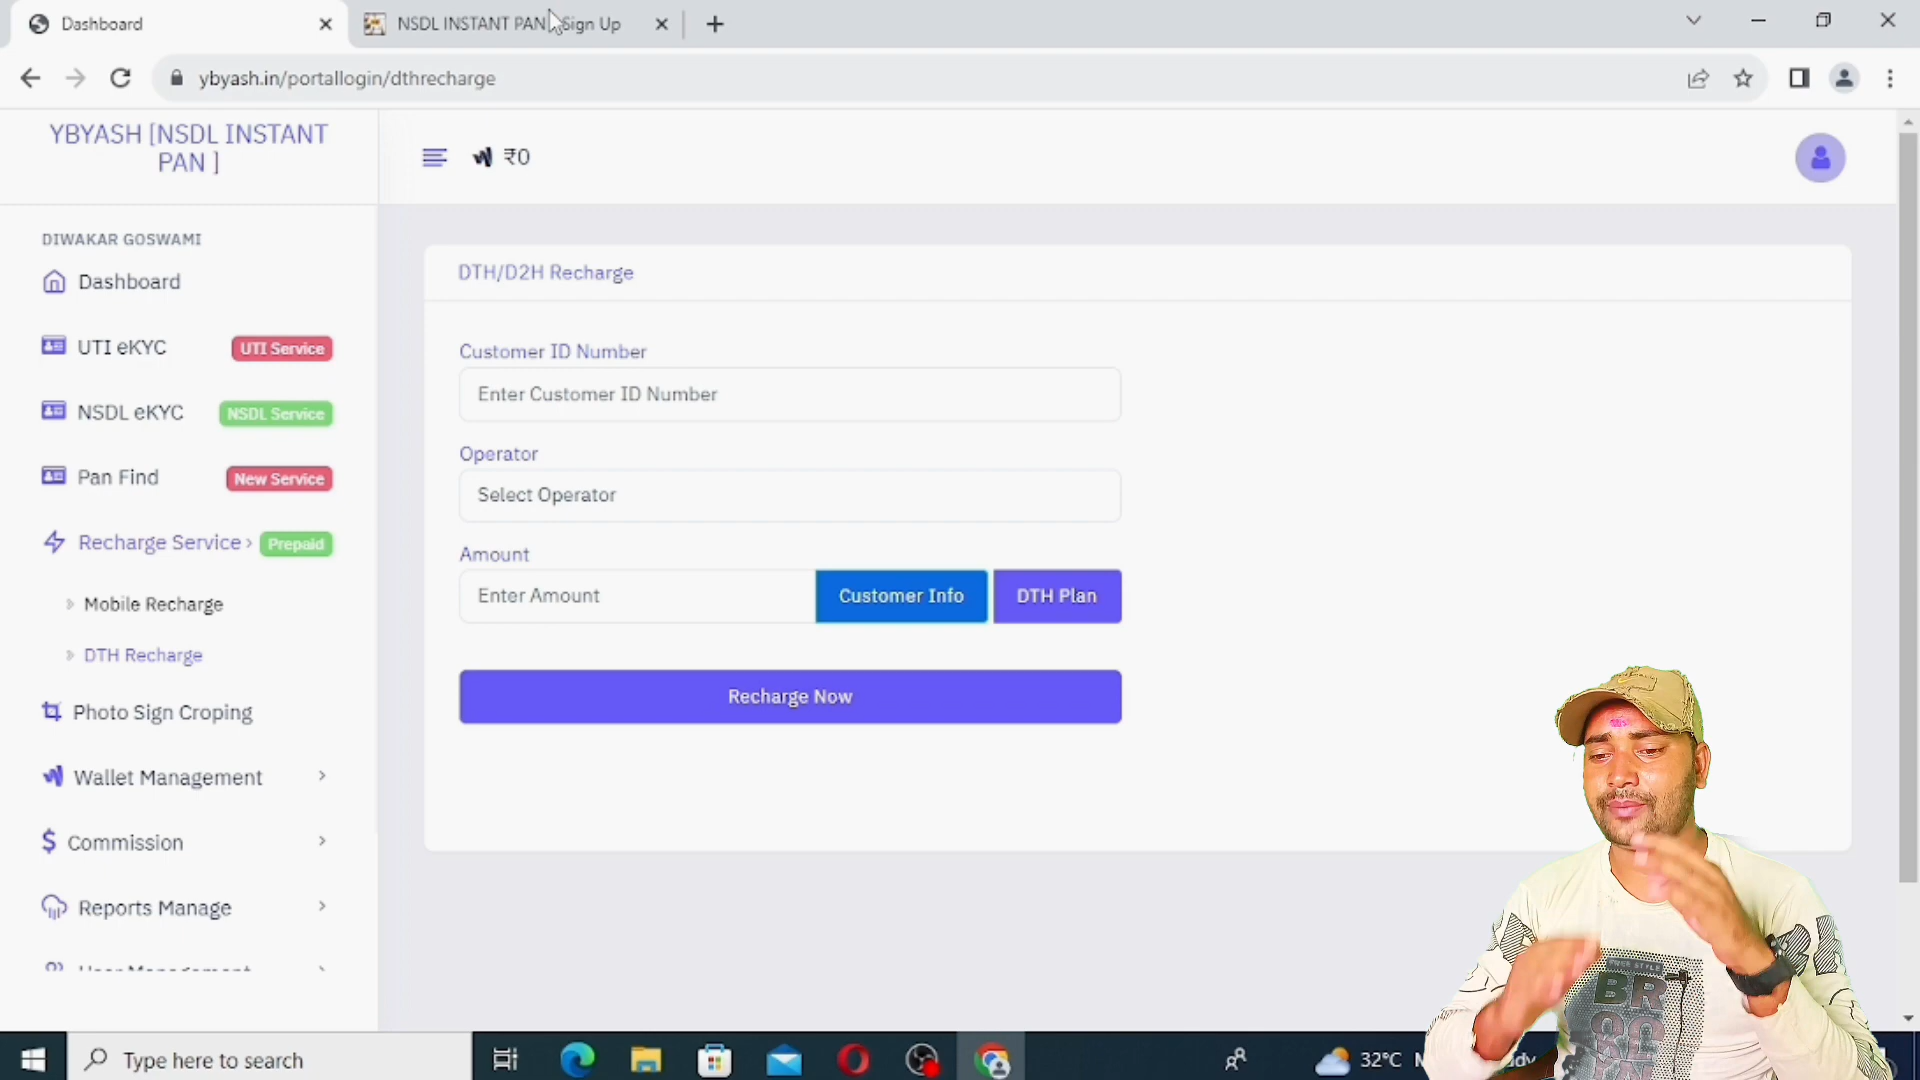 Dashboard
NSDL INSTANT PAN Sign Up
ybyash.in/portallogin/dthrecharge
YBYASH [NSDL INSTANT
PAN ]
₹0
DIWAKAR GOSWAMI
Dashboard
UTI eKYC UTI Service
NSDL eKYC NSDL Service
Pan Find New Service
Recharge Service Prepaid
Mobile Recharge
DTH Recharge
Photo Sign Croping
Wallet Management
$ Commission
Reports Manage
DTH/D2H Recharge
Customer ID Number
Enter Customer ID Number
Operator
Select Operator
Amount
Enter Amount Customer Info DTH Plan
Recharge Now
BR
Type here to search
32°C